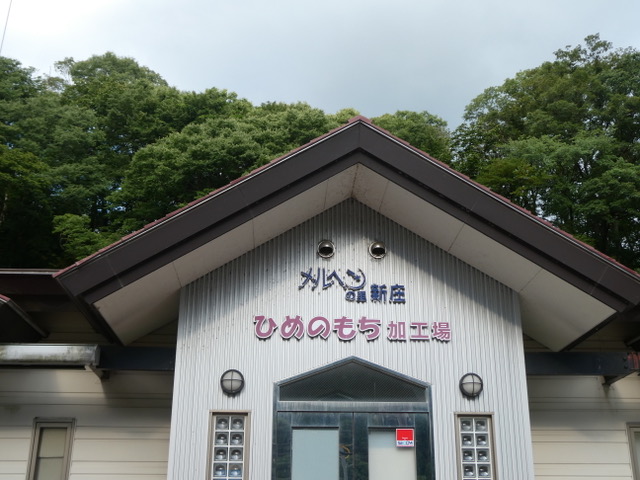 メルヘンの里 新庄
ひめのもち加工場